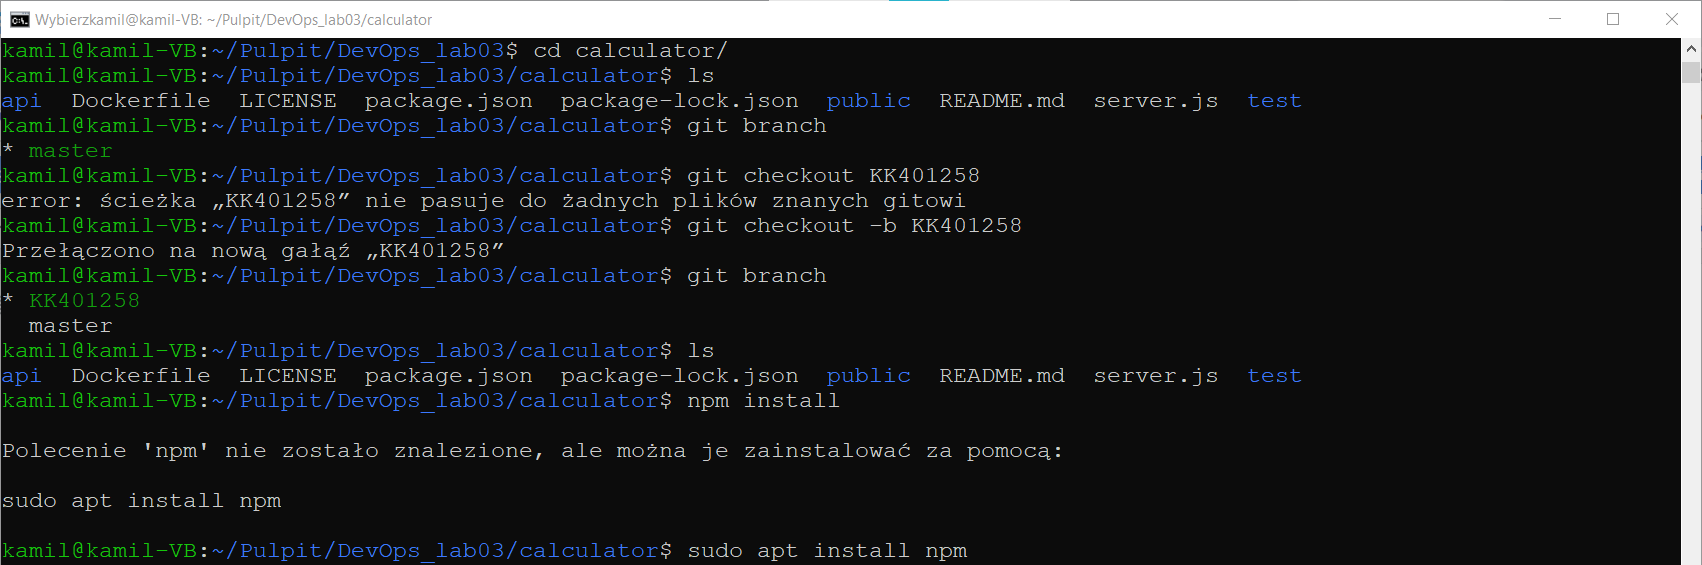 Wybierzkamil@kamil-VB: ~/Pulpit/DevOps_lab03/calculator
kamil@kamil-VB:~/Pulpit/DevOps_lab03$ cd calculator/
kamil@kamil-VB:~/Pulpit/DevOps_lab03/calculator$ ls
api  Dockerfile  LICENSE  package.json  package-lock.json  public  README.md  server.js  test
kamil@kamil-VB:~/Pulpit/DevOps_lab03/calculator$ git branch
* master
kamil@kamil-VB:~/Pulpit/DevOps_lab03/calculator$ git checkout KK401258
error: ścieżka „KK401258” nie pasuje do żadnych plików znanych gitowi
kamil@kamil-VB:~/Pulpit/DevOps_lab03/calculator$ git checkout -b KK401258
Przełączono na nową gałąź „KK401258”
kamil@kamil-VB:~/Pulpit/DevOps_lab03/calculator$ git branch
* KK401258
  master
kamil@kamil-VB:~/Pulpit/DevOps_lab03/calculator$ ls
api  Dockerfile  LICENSE  package.json  package-lock.json  public  README.md  server.js  test
kamil@kamil-VB:~/Pulpit/DevOps_lab03/calculator$ npm install
Polecenie 'npm' nie zostało znalezione, ale można je zainstalować za pomocą:
sudo apt install npm
kamil@kamil-VB:~/Pulpit/DevOps_lab03/calculator$ sudo apt install npm